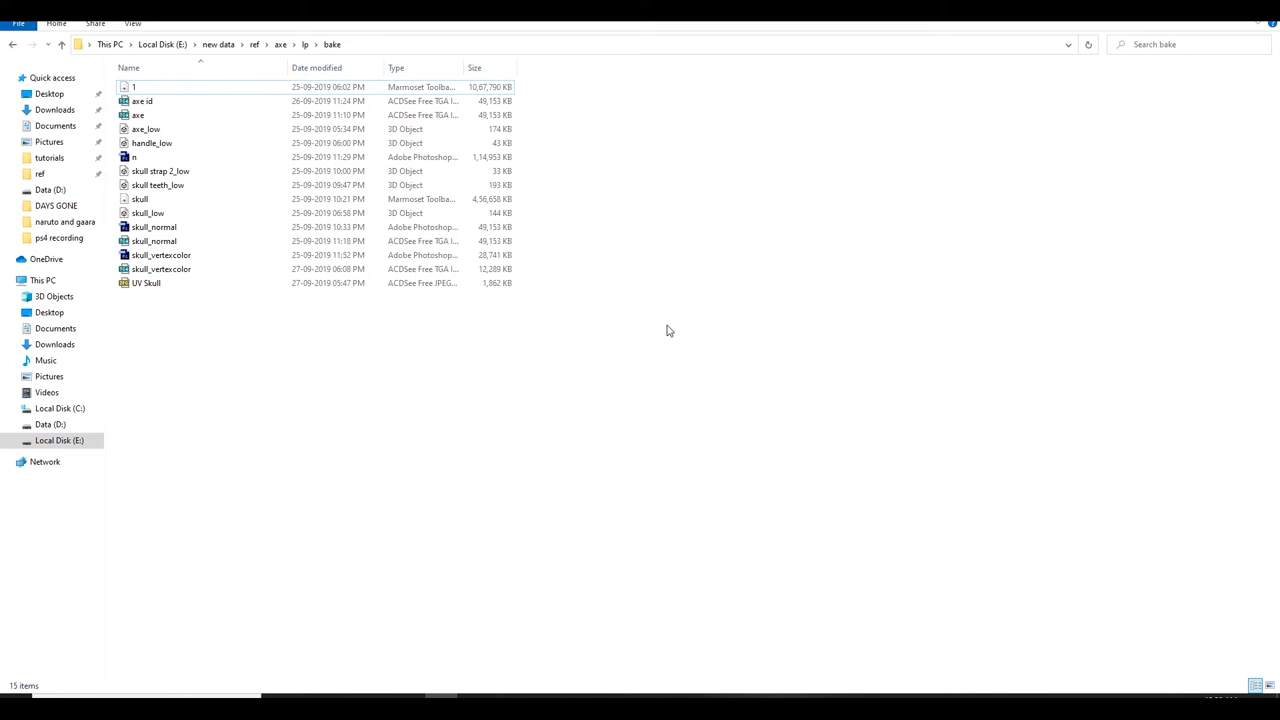 File Home Share View
This PC Local Disk (E:) new data ref axe lp bake Search bake
Name Date modified Type Size
1 25-09-2019 06:02 PM Marmoset Toolba... 10,67,790 KB
axe id 26-09-2019 11:24 PM ACDSee Free TGA I... 49,153 KB
axe 25-09-2019 11:10 PM ACDSee Free TGA I... 49,153 KB
axe_low 25-09-2019 05:34 PM 3D Object 174 KB
handle_low 25-09-2019 06:00 PM 3D Object 43 KB
n 25-09-2019 11:29 PM Adobe Photoshop... 1,14,953 KB
skull strap 2_low 25-09-2019 10:00 PM 3D Object 33 KB
skull teeth_low 25-09-2019 09:47 PM 3D Object 193 KB
skull 25-09-2019 10:21 PM Marmoset Toolba... 4,56,658 KB
skull_low 25-09-2019 06:58 PM 3D Object 144 KB
skull_normal 25-09-2019 10:33 PM Adobe Photoshop... 49,153 KB
skull_normal 25-09-2019 11:18 PM ACDSee Free TGA I... 49,153 KB
skull_vertexcolor 25-09-2019 11:52 PM Adobe Photoshop... 28,741 KB
skull_vertexcolor 27-09-2019 06:08 PM ACDSee Free TGA I... 12,289 KB
UV Skull 27-09-2019 05:47 PM ACDSee Free JPEG... 1,862 KB
Quick access
Desktop
Downloads
Documents
Pictures
tutorials
ref
Data (D:)
DAYS GONE
naruto and gaara
ps4 recording
OneDrive
This PC
3D Objects
Desktop
Documents
Downloads
Music
Pictures
Videos
Local Disk (C:)
Data (D:)
Local Disk (E:)
Network
15 items